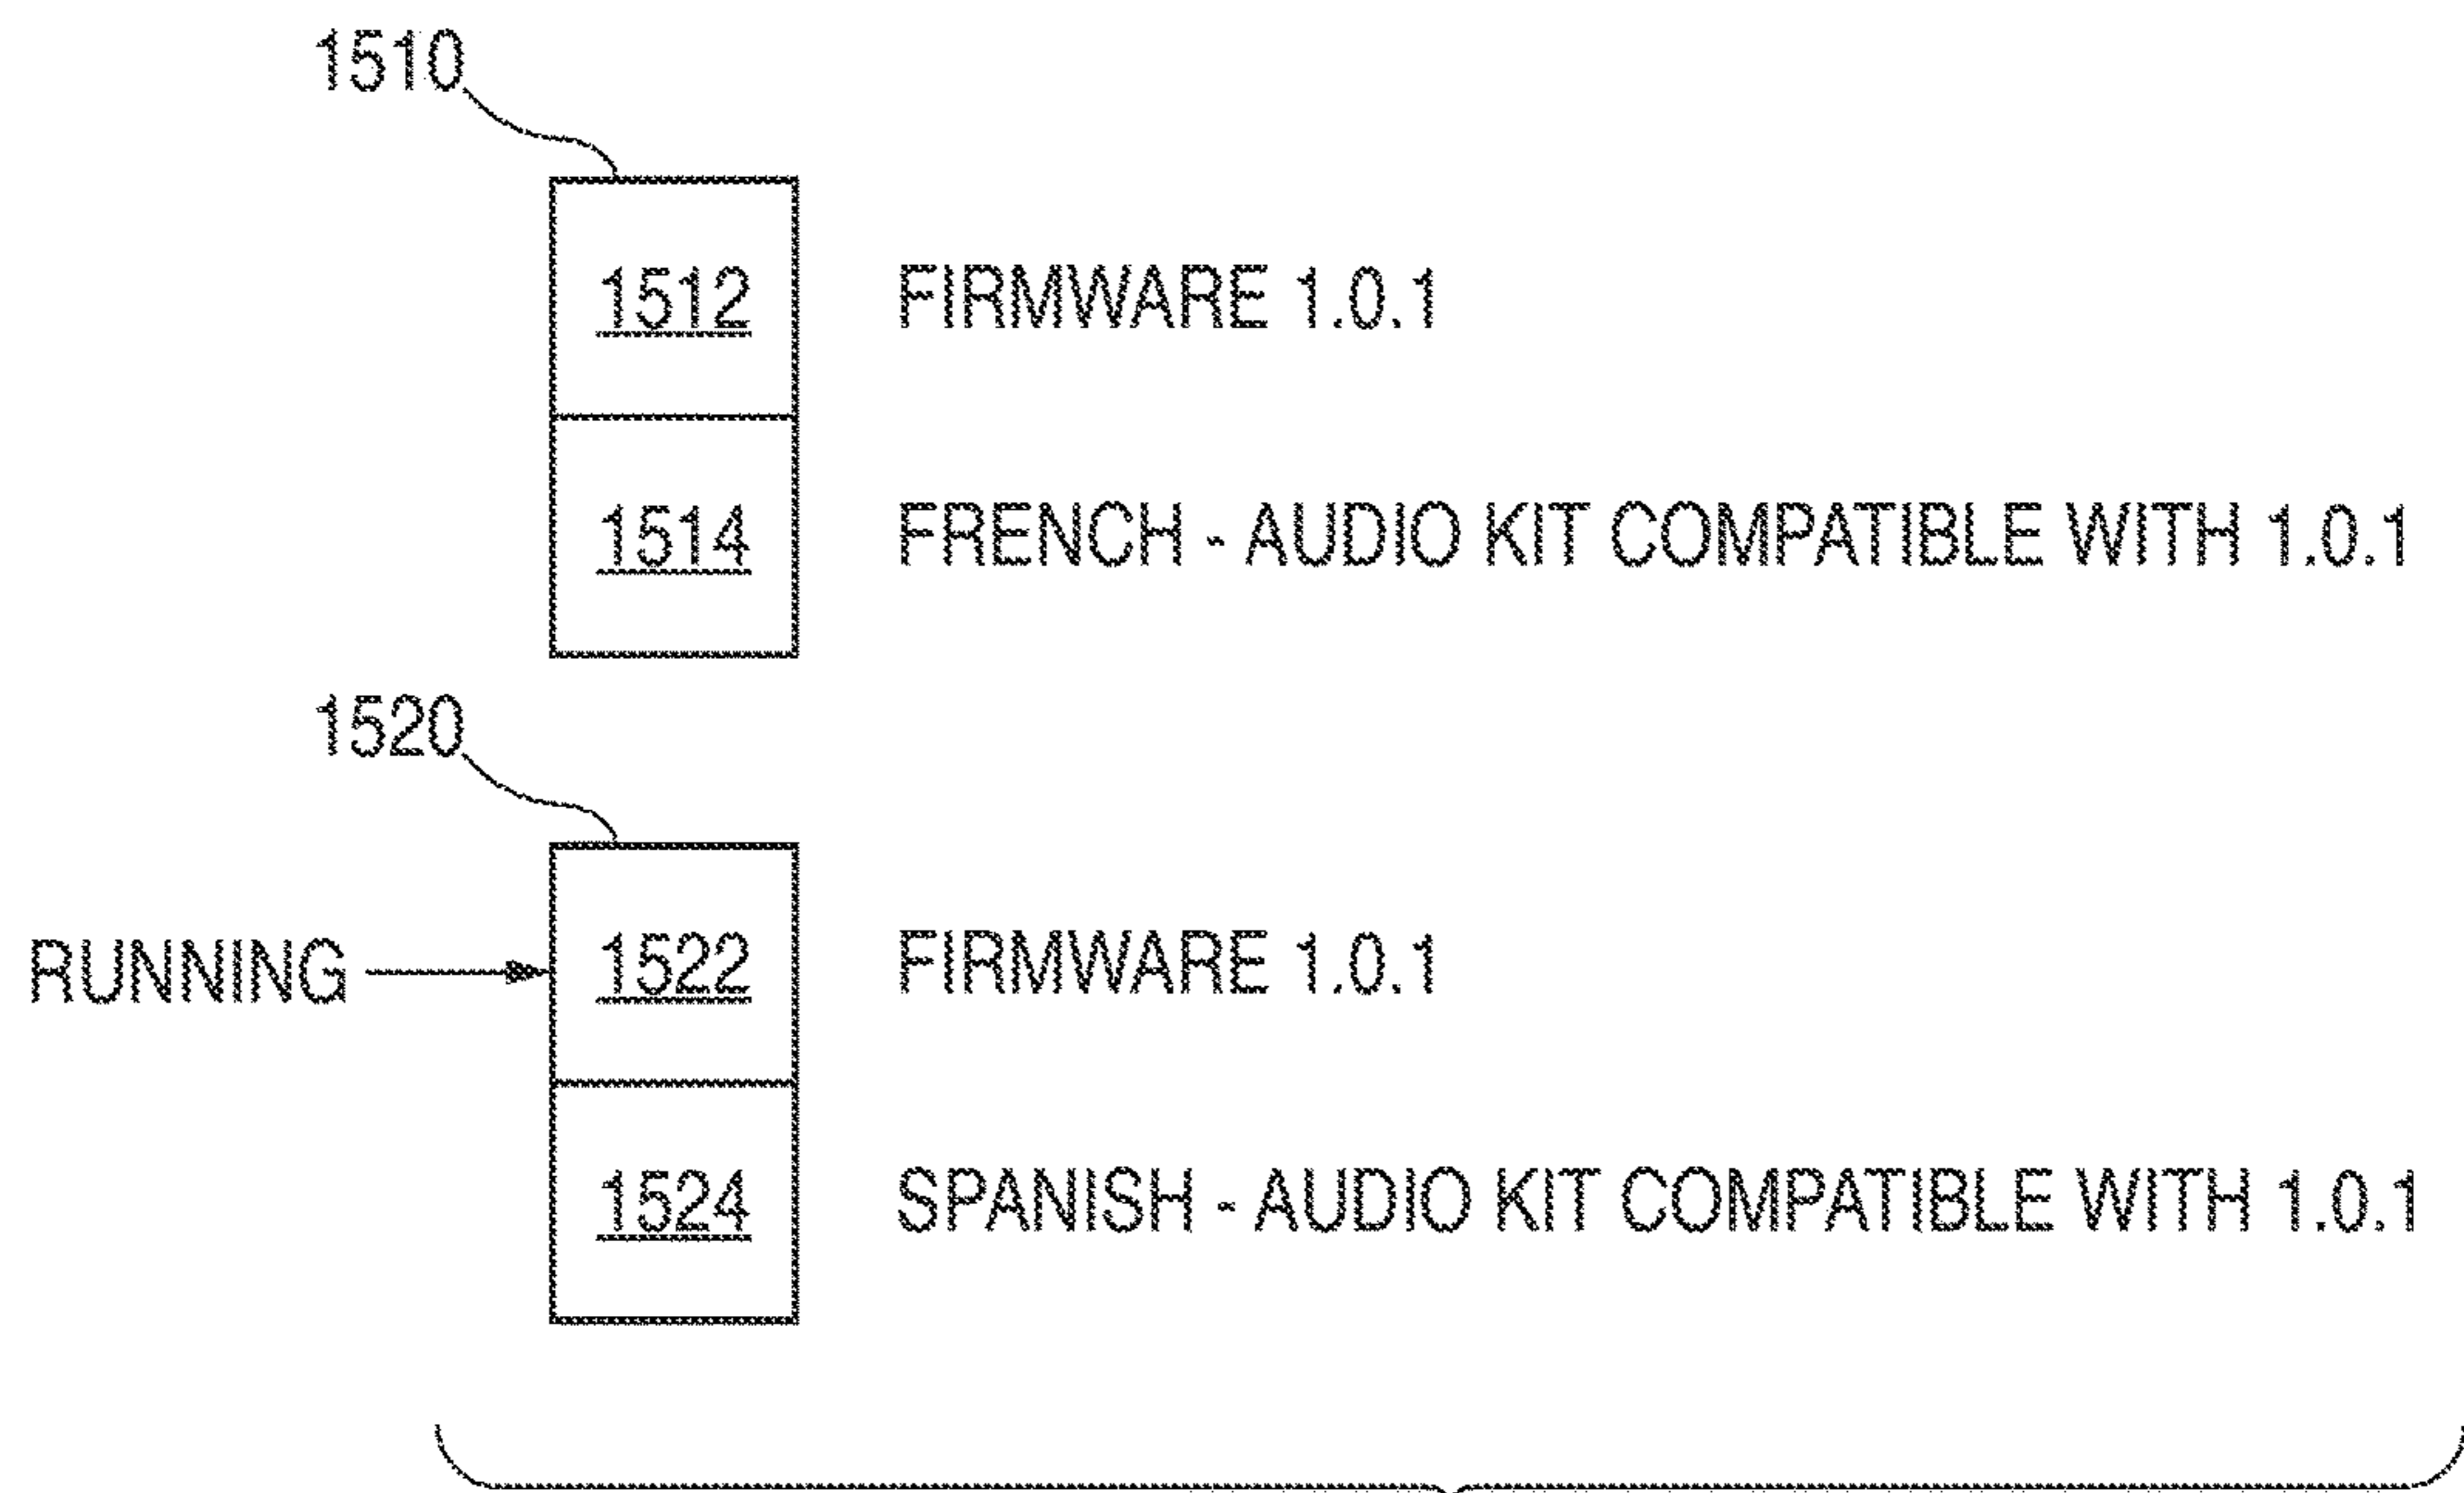 1510
1512 FIRMWARE 1.0.1
1514 FRENCH - AUDIO KIT COMPATIBLE WITH 1.0.1
1520
RUNNING 1522 FIRMWARE 1.0.1
1524 SPANISH - AUDIO KIT COMPATIBLE WITH 1.0.1